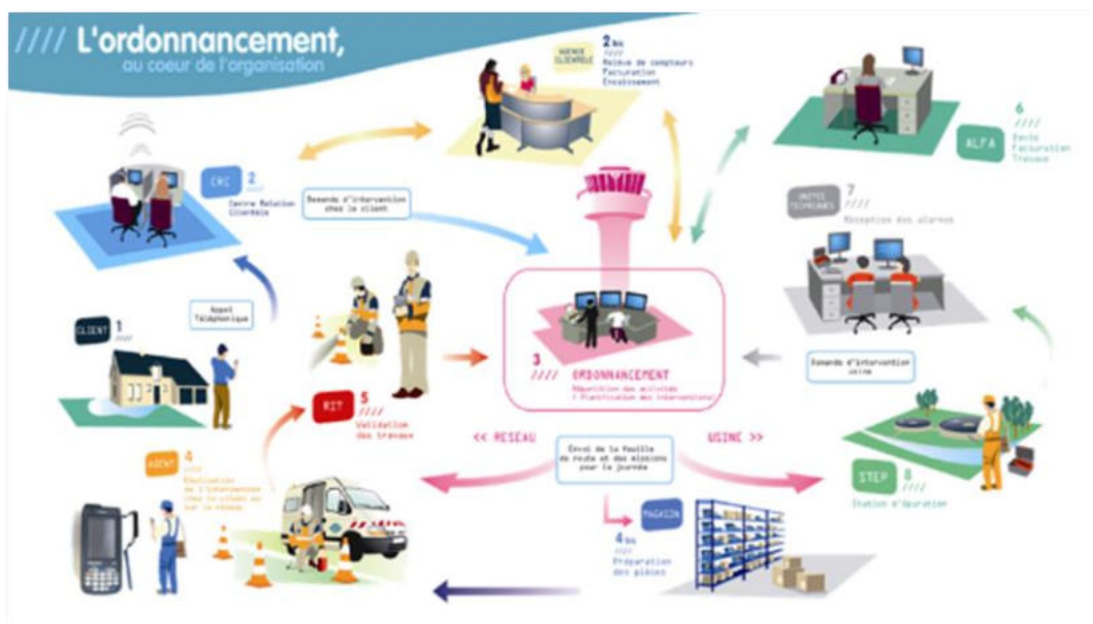 //// L'ordonnancement,
au coeur de l'organisation
AGENCE
CLIENTÈLE
2 bis
////
Relève de compteurs
Facturation
Encaissement
6
////
ALFA
Devis
Facturation
Travaux
CRC
2
////
Centre Relation
Clientèle
Demande d'intervention
chez le client
7
////
Réception des alarmes
CLIENT
1
////
Appel
Téléphonique
3
////
ORDONNANCEMENT
Répartition des activités
(Planification des interventions)
Demande d'intervention
usine
RIT
5
////
Validation
des travaux
<< RESEAU
USINE >>
Envoi de la feuille
de route et des missions
pour la journée
AGENT
4
////
Réalisation
de l'intervention
chez le client ou
sur le réseau
STEP
8
////
Station d'épuration
MAGASIN
4 bis
////
Préparation
des pièces